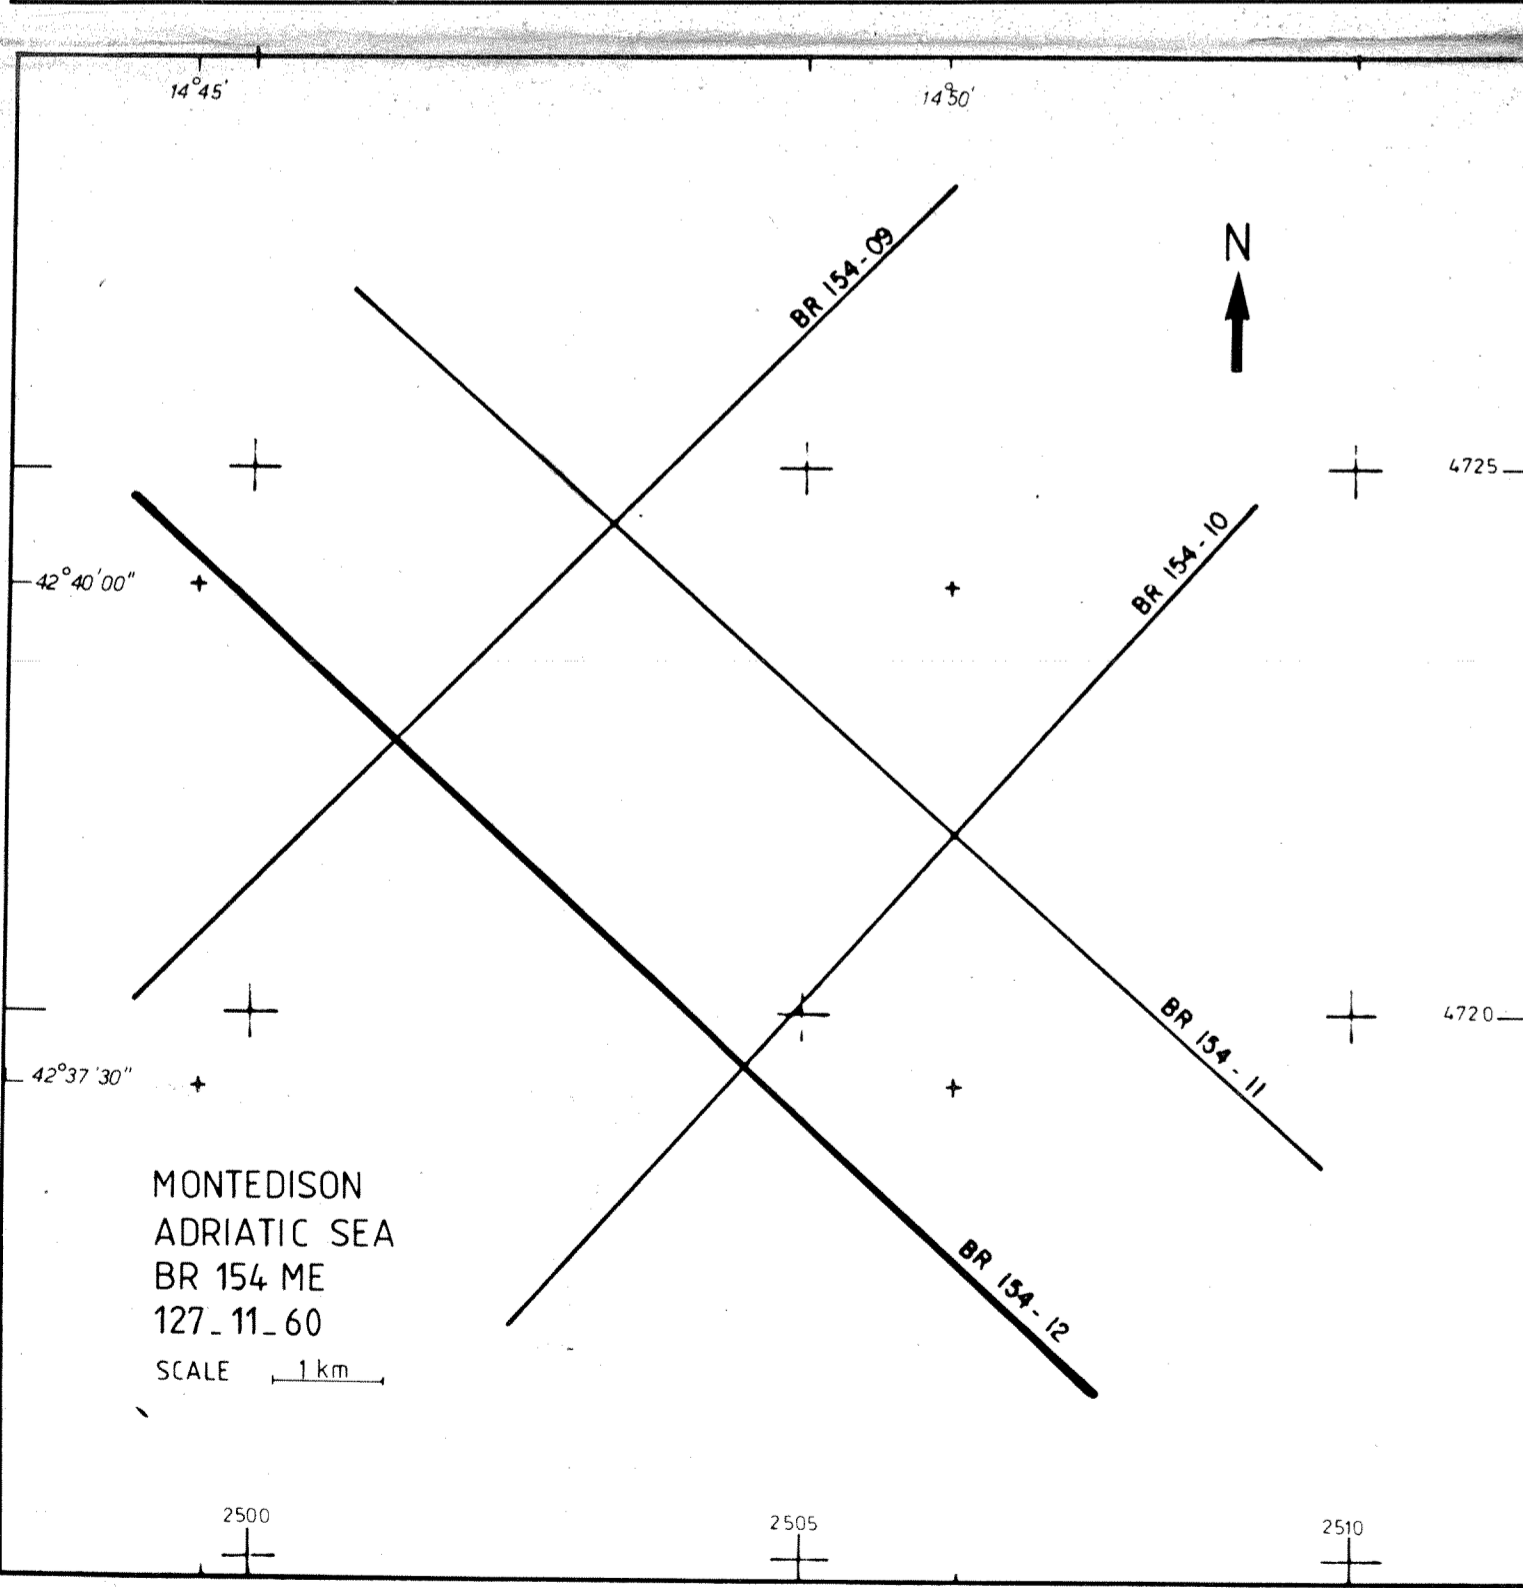 14°45'
14°50'
BR 154-09
N
4725
BR 154-10
42°40'00"
4720
BR 154-11
42°37'30"
MONTEDISON
ADRIATIC SEA
BR 154 ME
127_11_60
SCALE 1 km
BR 154-12
2500
2505
2510